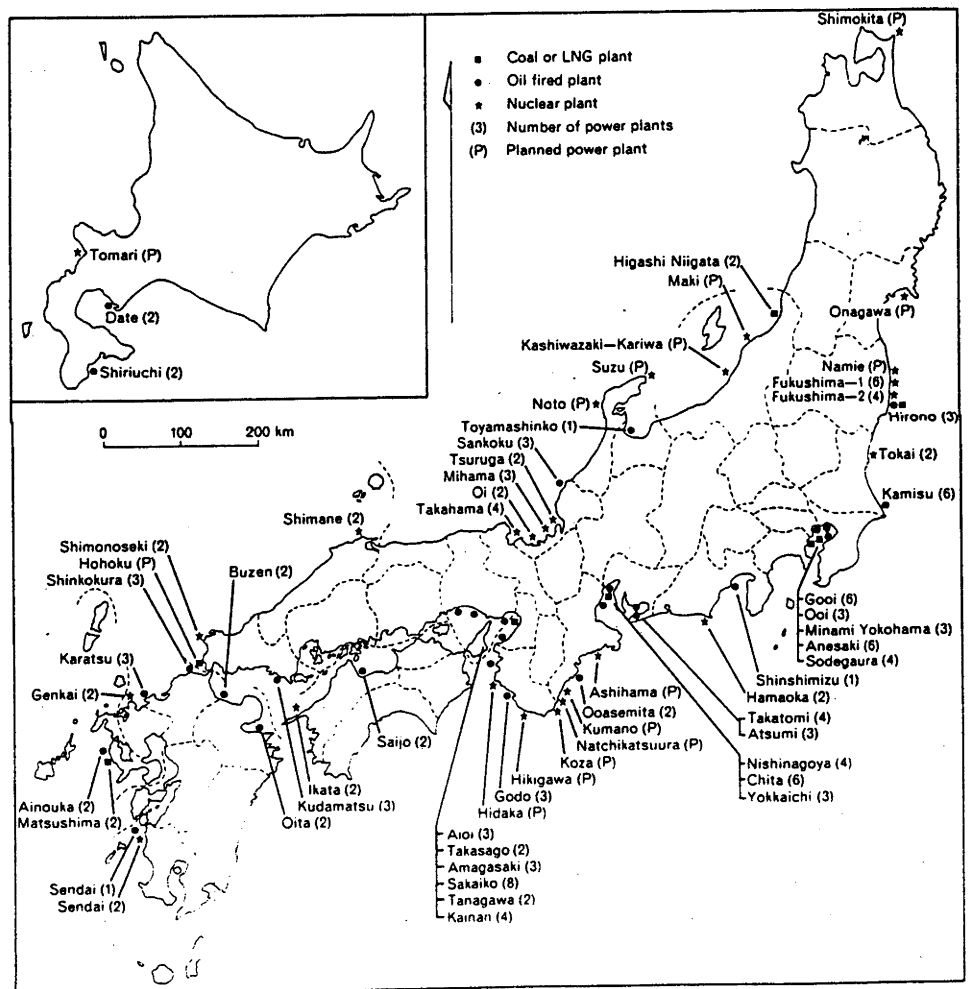 Shimokita (P)
Coal or LNG plant
Oil fired plant
Nuclear plant
(3) Number of power plants
(P) Planned power plant
Tomari (P)
Date (2)
Shiriuchi (2)
Higashi Niigata (2)
Maki (P)
Onagawa (P)
Kashiwazaki—Kariwa (P)
Suzu (P)
Namie (P)
Fukushima—1 (6)
Fukushima—2 (4)
Noto (P)
Hirono (3)
0 100 200 km
Toyamashinko (1)
Sankoku (3)
Tsuruga (2)
Mihama (3)
Oi (2)
Takahama (4)
Tokai (2)
Kamisu (6)
Shimane (2)
Shimonoseki (2)
Hohoku (P)
Shinkokura (3)
Buzen (2)
Gooi (6)
Ooi (3)
Minami Yokohama (3)
Anesaki (6)
Sodegaura (4)
Karatsu (3)
Genkai (2)
Shinshimizu (1)
Hamaoka (2)
Ashihama (P)
Ooasemita (2)
Kumano (P)
Natchikatsuura (P)
Koza (P)
Takatomi (4)
Atsumi (3)
Saijo (2)
Nishinagoya (4)
Chita (6)
Yokkaichi (3)
Hikigawa (P)
Godo (3)
Hidaka (P)
Ikata (2)
Kudamatsu (3)
Oita (2)
Ainouka (2)
Matsushima (2)
Aioi (3)
Takasago (2)
Amagasaki (3)
Sakaiko (8)
Tanagawa (2)
Kainan (4)
Sendai (1)
Sendai (2)